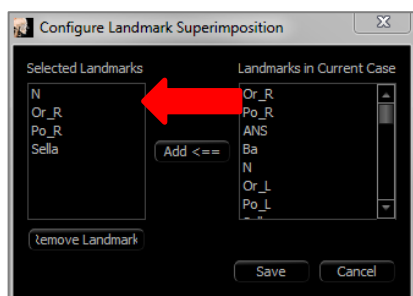 Configure Landmark Superimposition
Selected Landmarks
N
Or_R
Po_R
Sella
Add <==
Landmarks in Current Case
Or_R
Po_R
ANS
Ba
N
Or_L
Po_L
Remove Landmark
Save
Cancel